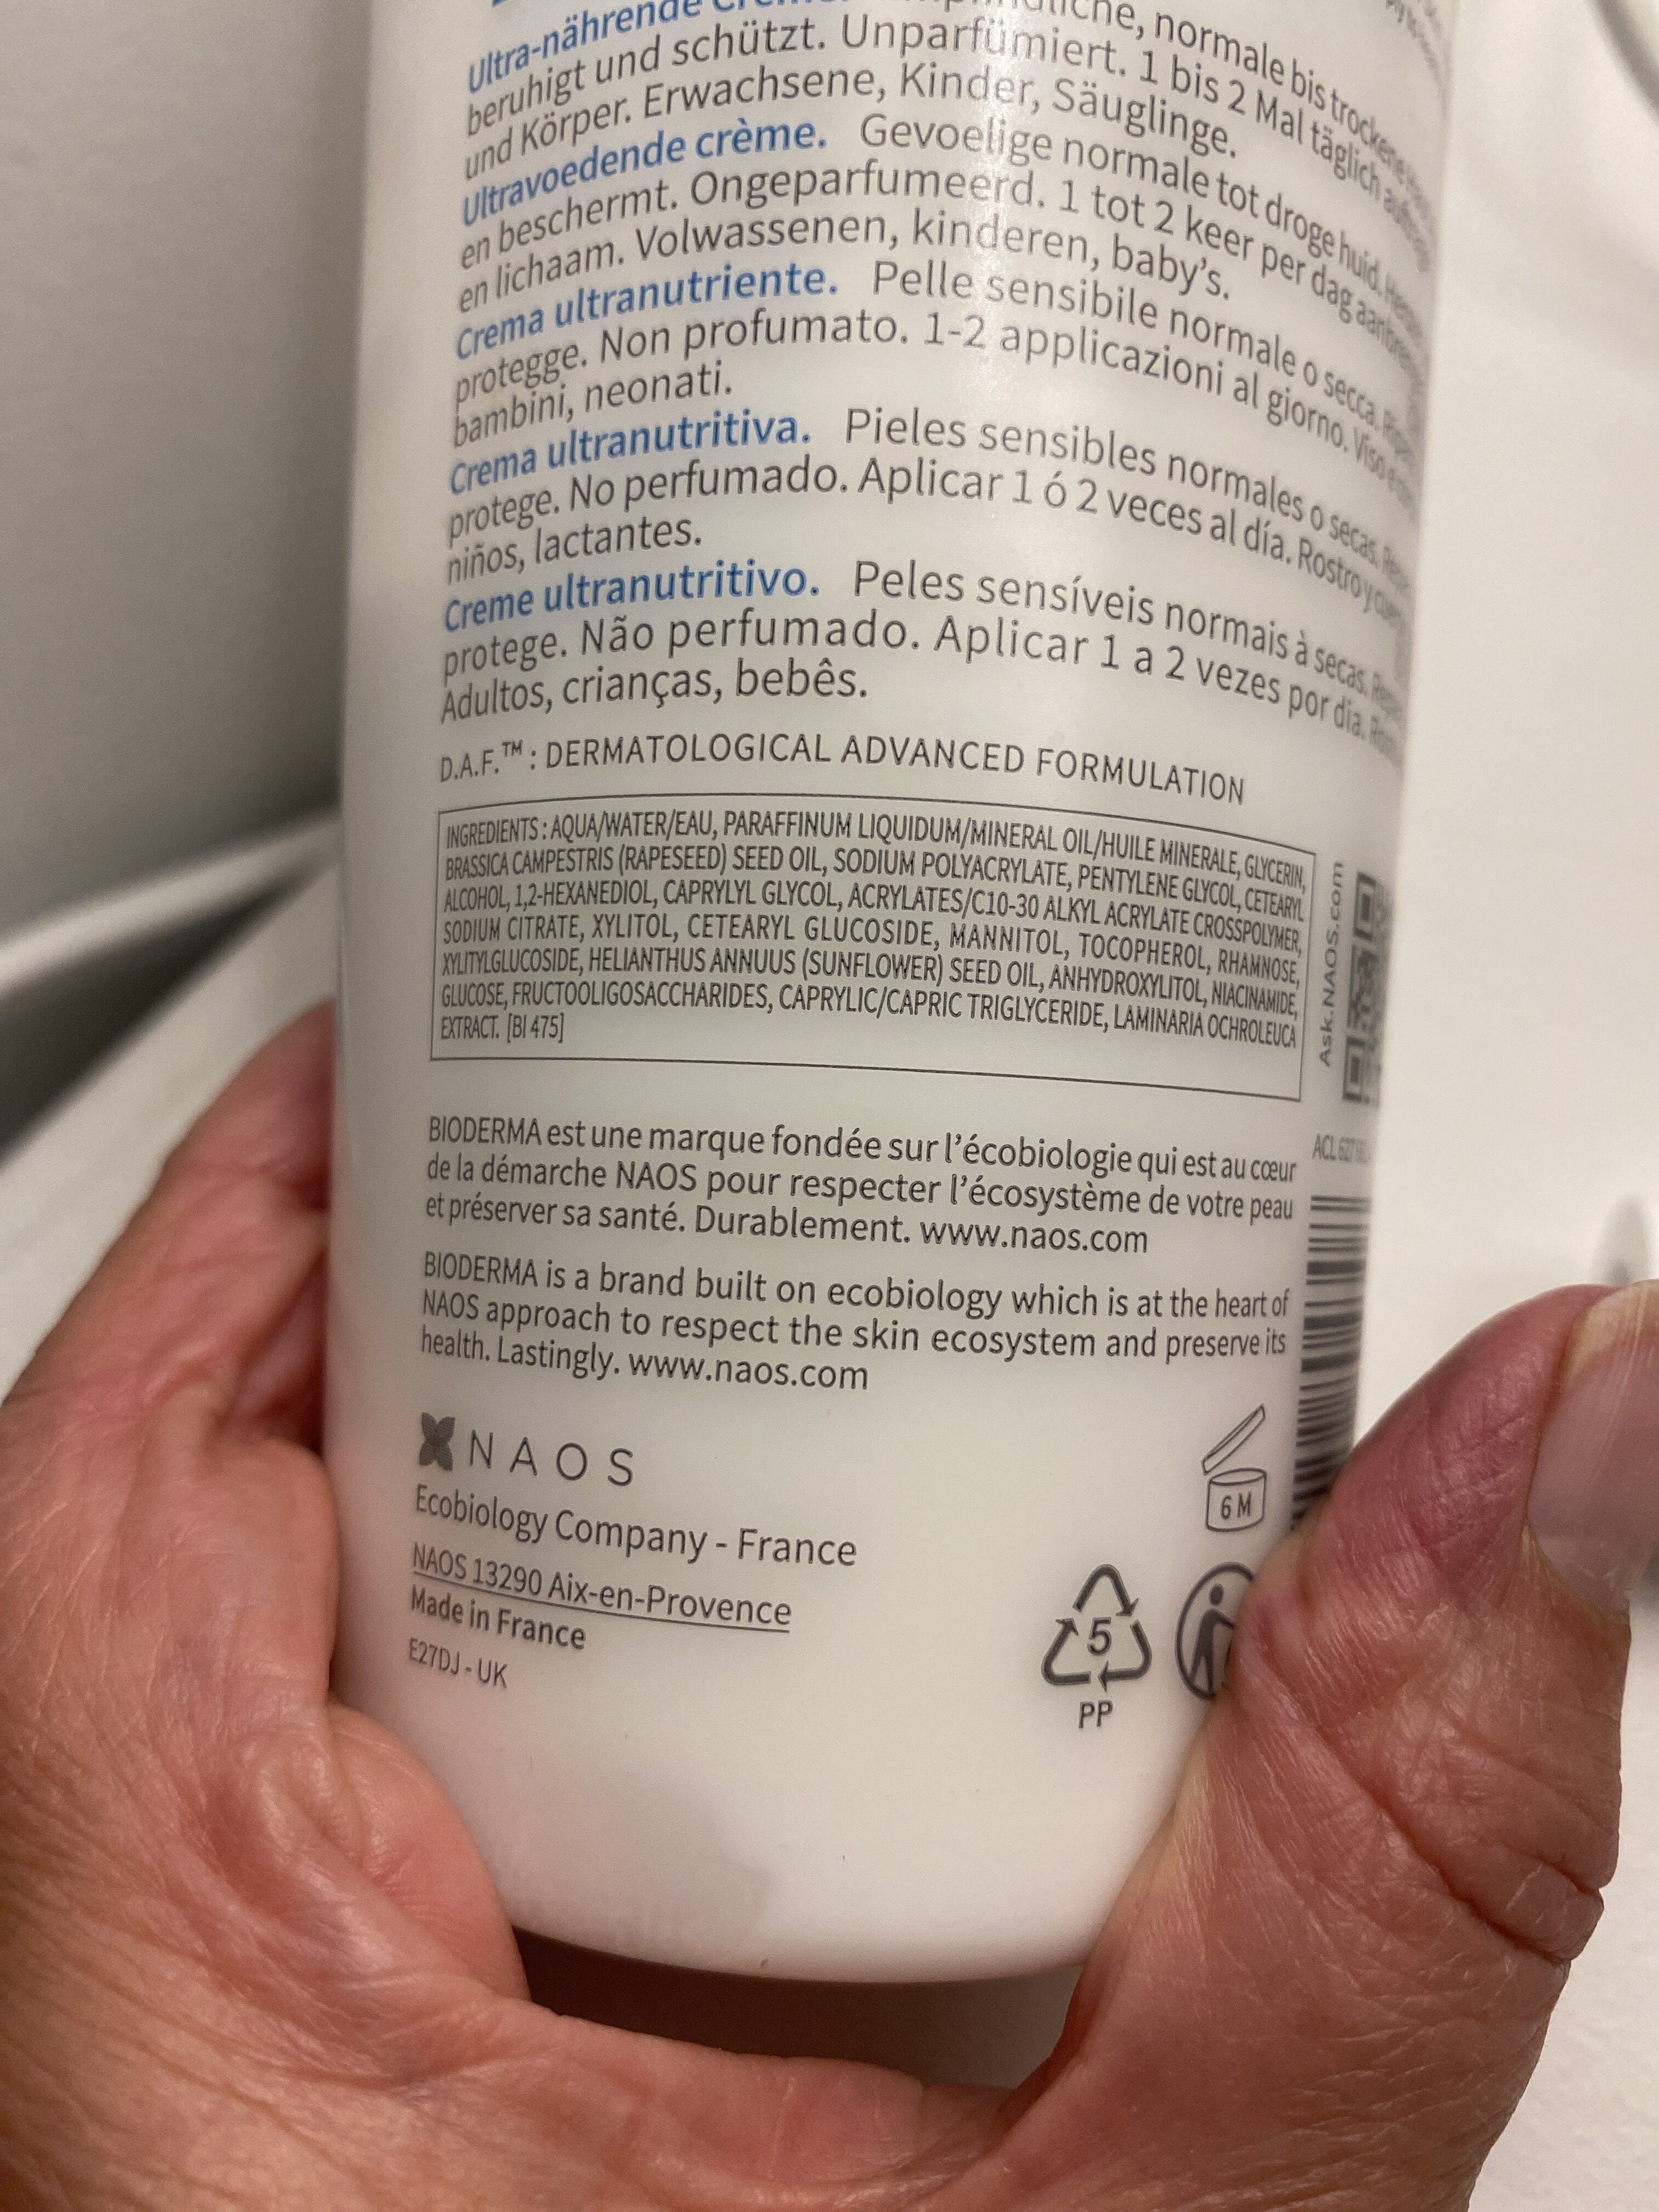 Ultra-nährende normale bis trockene
beruhigt und schützt. Unparfümiert. 1 bis 2 Mal täglich
und Körper. Erwachsene, Kinder, Säuglinge.
Ultravoedende crème. Gevoelige normale tot droge huid.
en beschermt. Ongeparfumeerd. 1 tot 2 keer per dag
en lichaam. Volwassenen, kinderen, baby's.
Crema ultranutriente. Pelle sensibile normale o secca.
protegge. Non profumato. 1-2 applicazioni al giorno. Viso e
bambini, neonati.
Crema ultranutritiva. Pieles sensibles normales o secas.
protege. No perfumado. Aplicar 1 ó 2 veces al día. Rostro y
niños, lactantes.
Creme ultranutritivo. Peles sensíveis normais à secas.
protege. Não perfumado. Aplicar 1 a 2 vezes por dia.
Adultos, crianças, bebês.
D.A.F.™ : DERMATOLOGICAL ADVANCED FORMULATION
INGREDIENTS : AQUA/WATER/EAU, PARAFFINUM LIQUIDUM/MINERAL OIL/HUILE MINERALE, GLYCERIN,
BRASSICA CAMPESTRIS (RAPESEED) SEED OIL, SODIUM POLYACRYLATE, PENTYLENE GLYCOL, CETEARYL
ALCOHOL, 1,2-HEXANEDIOL, CAPRYLYL GLYCOL, ACRYLATES/C10-30 ALKYL ACRYLATE CROSSPOLYMER,
SODIUM CITRATE, XYLITOL, CETEARYL GLUCOSIDE, MANNITOL, TOCOPHEROL, RHAMNOSE,
XYLITYLGLUCOSIDE, HELIANTHUS ANNUUS (SUNFLOWER) SEED OIL, ANHYDROXYLITOL, NIACINAMIDE,
GLUCOSE, FRUCTOOLIGOSACCHARIDES, CAPRYLIC/CAPRIC TRIGLYCERIDE, LAMINARIA OCHROLEUCA
EXTRACT. [BI 475]
Ask.NAOS.com
ACL
BIODERMA est une marque fondée sur l'écobiologie qui est au cœur
de la démarche NAOS pour respecter l'écosystème de votre peau
et préserver sa santé. Durablement. www.naos.com
BIODERMA is a brand built on ecobiology which is at the heart of
NAOS approach to respect the skin ecosystem and preserve its
health. Lastingly. www.naos.com
NAOS
Ecobiology Company - France
NAOS 13290 Aix-en-Provence
Made in France
E27DJ - UK
6 M
5
PP